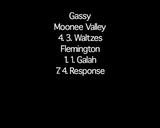 Gassy
Moonee Valley
4. 3. Waltzes
Flemington
1. 1. Galah
7. 4. Response